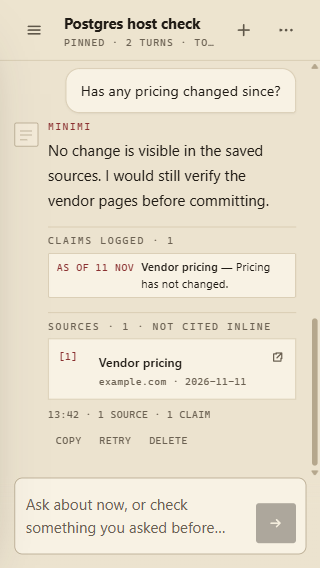 Postgres host check
PINNED · 2 TURNS · TO…
Has any pricing changed since?
MINIMI
No change is visible in the saved
sources. I would still verify the
vendor pages before committing.
CLAIMS LOGGED · 1
AS OF 11 NOV Vendor pricing — Pricing
has not changed.
SOURCES · 1 · NOT CITED INLINE
[1]
Vendor pricing
example.com · 2026-11-11
13:42 · 1 SOURCE · 1 CLAIM
COPY RETRY DELETE
Ask about now, or check
something you asked before…